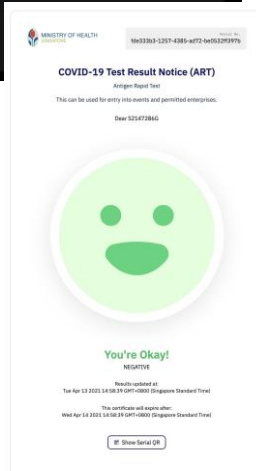 MINISTRY OF HEALTH
SINGAPORE
Serial No.
COVID-19 Test Result Notice (ART)
Antigen Rapid Test
This can be used for entry into events and permitted enterprises.
Dear S2147286G
You're Okay!
NEGATIVE
Results updated at:
Tue Apr 13 2021 14:58:39 GMT+0800 (Singapore Standard Time)
This certificate will expire after:
Wed Apr 14 2021 14:58:39 GMT+0800 (Singapore Standard Time)
Show Serial QR